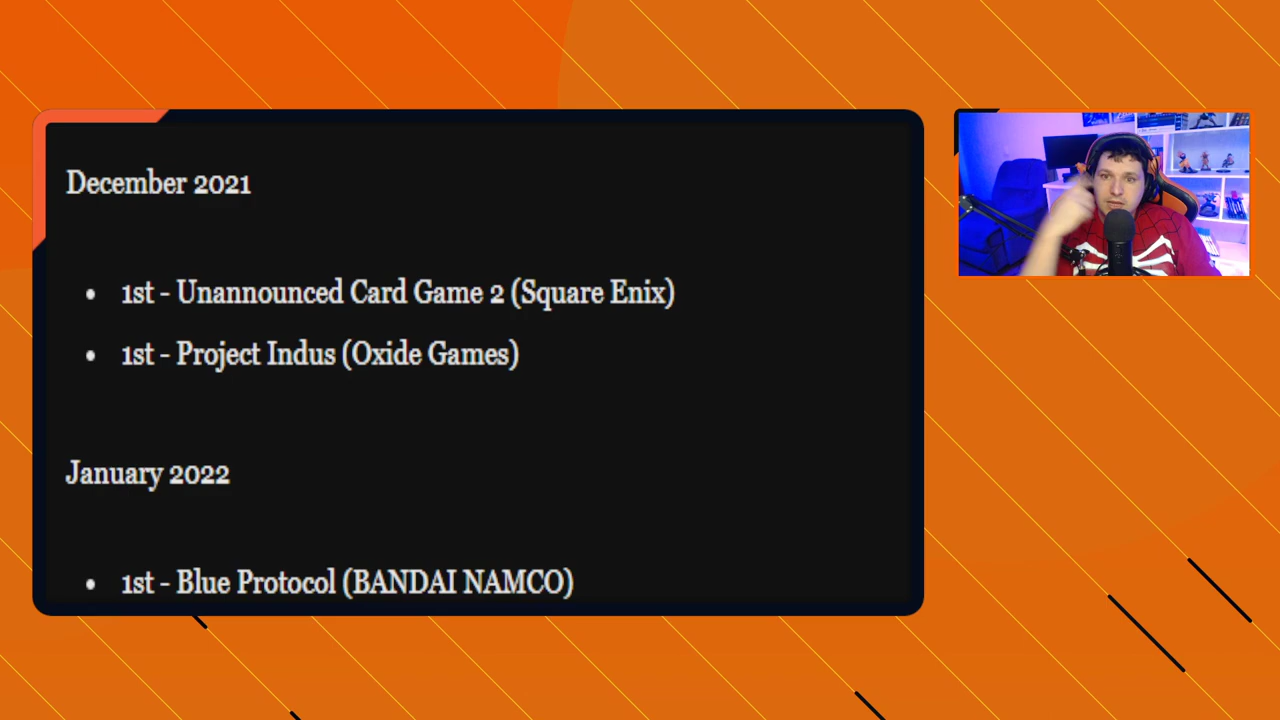 December 2021
• 1st - Unannounced Card Game 2 (Square Enix)
• 1st - Project Indus (Oxide Games)
January 2022
• 1st - Blue Protocol (BANDAI NAMCO)